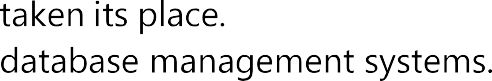 taken its place.
database management systems.